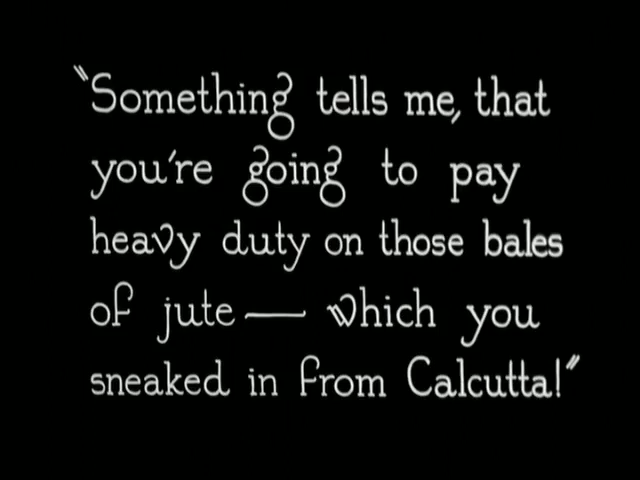 "Something tells me, that
you're going to pay
heavy duty on those bales
of jute — which you
sneaked in from Calcutta!"